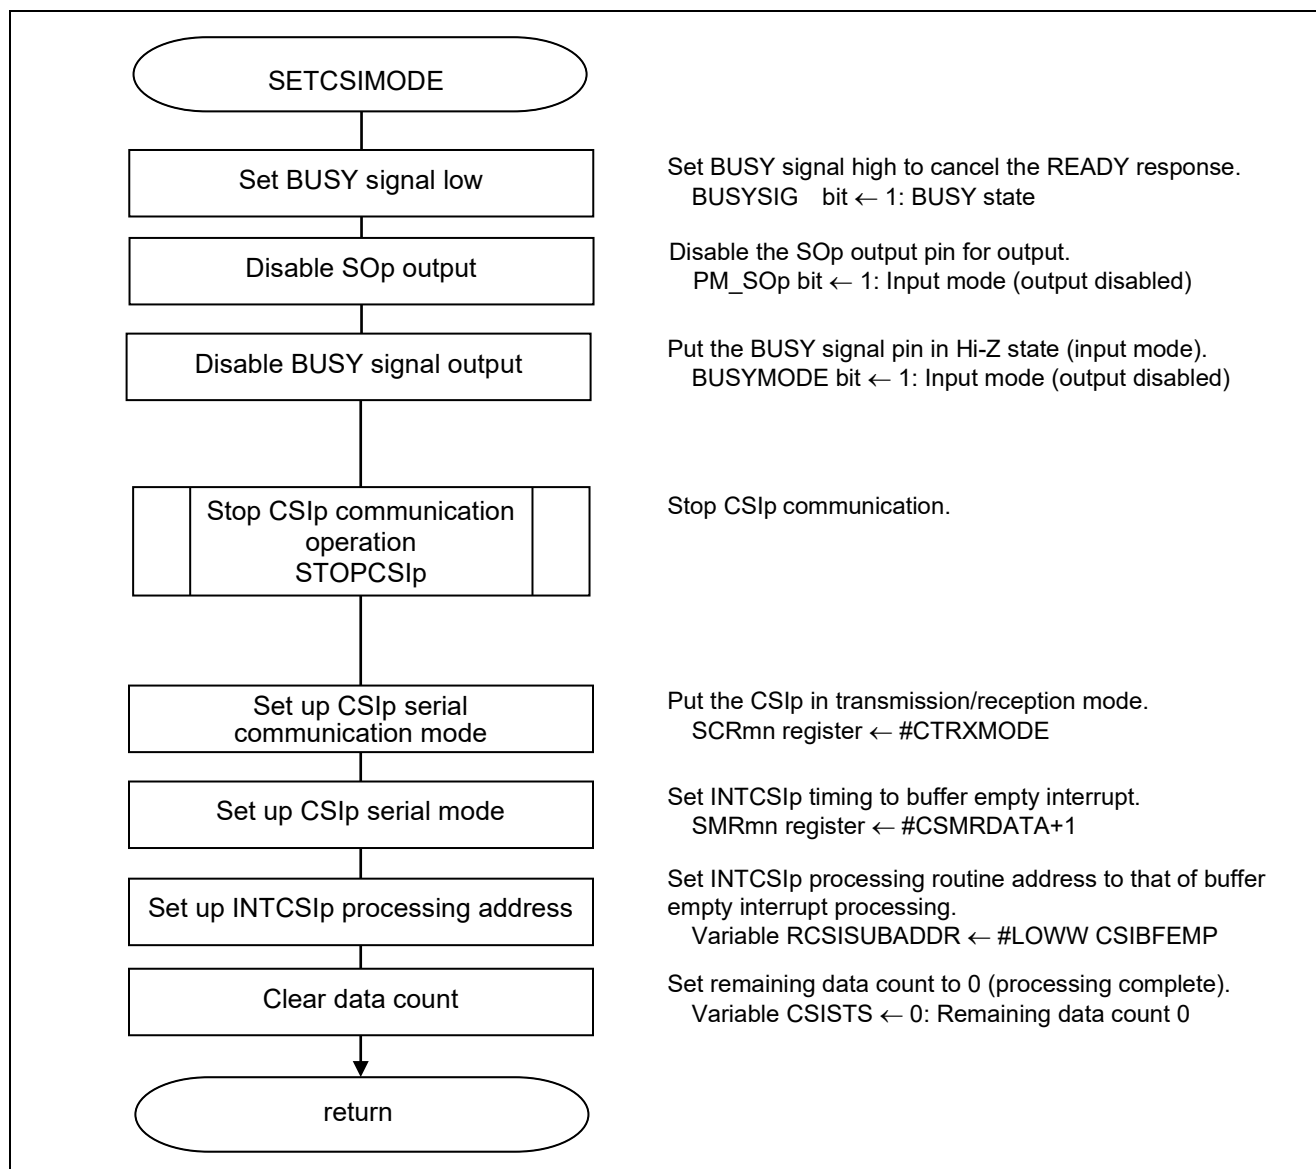 SETCSIMODE
Set BUSY signal low
Set BUSY signal high to cancel the READY response.
BUSYSIG bit ← 1: BUSY state
Disable SOp output
Disable the SOp output pin for output.
PM_SOp bit ← 1: Input mode (output disabled)
Disable BUSY signal output
Put the BUSY signal pin in Hi-Z state (input mode).
BUSYMODE bit ← 1: Input mode (output disabled)
Stop CSIp communication
operation
STOPCSIp
Stop CSIp communication.
Set up CSIp serial
communication mode
Put the CSIp in transmission/reception mode.
SCRmn register ← #CTRXMODE
Set up CSIp serial mode
Set INTCSIp timing to buffer empty interrupt.
SMRmn register ← #CSMRDATA+1
Set up INTCSIp processing address
Set INTCSIp processing routine address to that of buffer
empty interrupt processing.
Variable RCSISUBADDR ← #LOWW CSIBFEMP
Clear data count
Set remaining data count to 0 (processing complete).
Variable CSISTS ← 0: Remaining data count 0
return